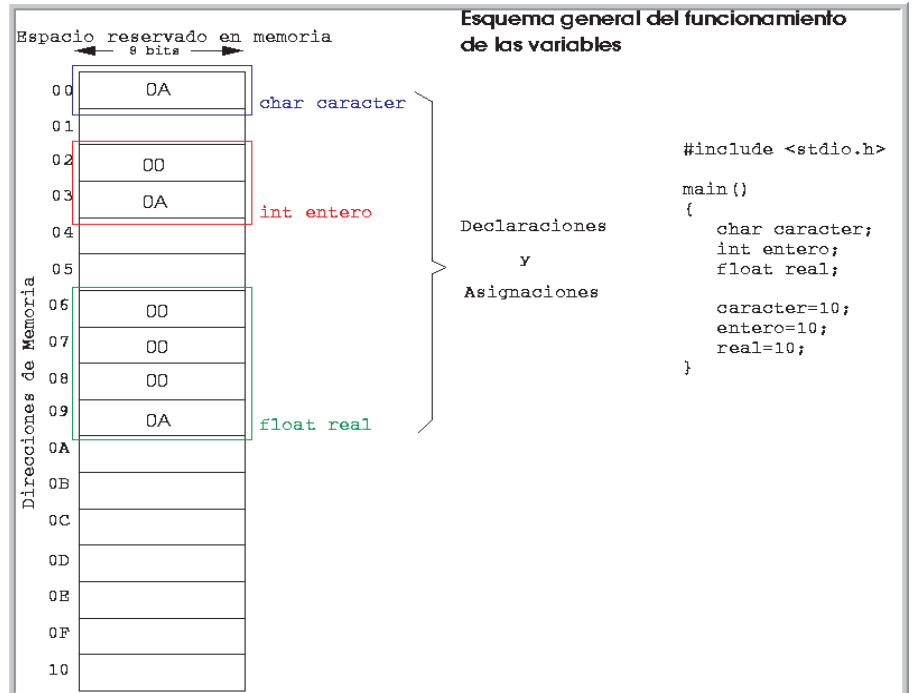 Esquema general del funcionamiento
de las variables
Espacio reservado en memoria
8 bits
00 0A
char caracter
01
02 00
03 0A
int entero
04
05
06 00
07 00
08 00
09 0A
float real
0A
0B
0C
0D
0E
0F
10
Direcciones de Memoria
Declaraciones
y
Asignaciones
#include <stdio.h>
main()
{
char caracter;
int entero;
float real;
caracter=10;
entero=10;
real=10;
}